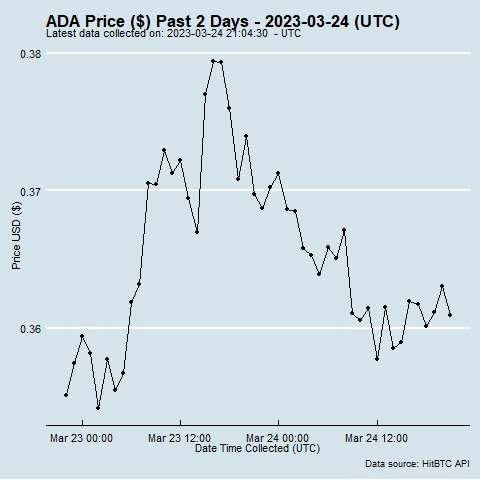 ADA Price ($) Past 2 Days - 2023-03-24 (UTC)
Latest data collected on: 2023-03-24 21:04:30 - UTC
0.38
0.37
0.36
Price USD ($)
Mar 23 00:00 Mar 23 12:00 Mar 24 00:00 Mar 24 12:00
Date Time Collected (UTC)
Data source: HitBTC API